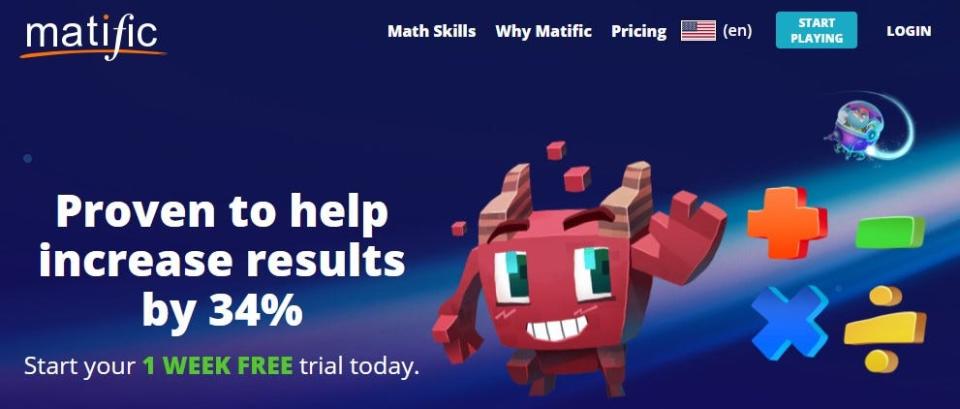 matific
Math Skills Why Matific Pricing (en) START
PLAYING LOGIN
Proven to help
increase results
by 34%
Start your 1 WEEK FREE trial today.